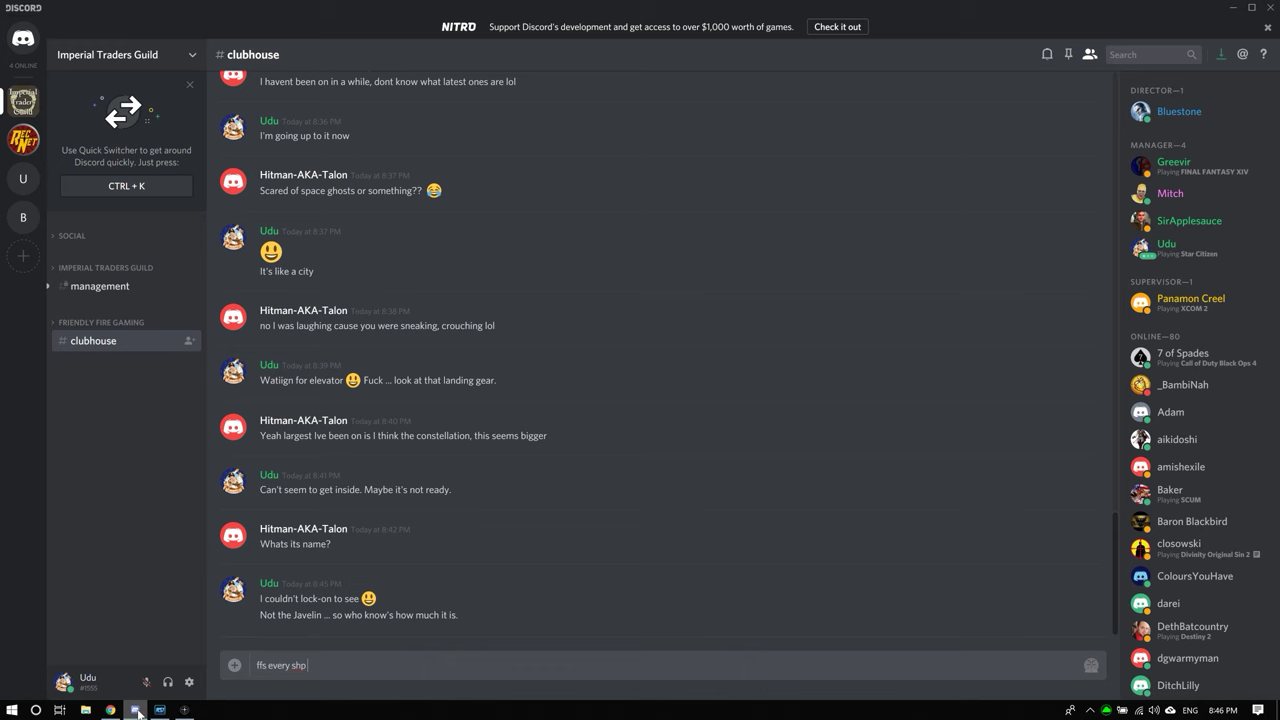 DISCORD
NITRO Support Discord's development and get access to over $1,000 worth of games. Check it out
4 ONLINE
Imperial Traders Guild
# clubhouse
Search
Imperial
Trader
Guild
REC
NET
U
B
Use Quick Switcher to get around
Discord quickly. Just press:
CTRL + K
SOCIAL
IMPERIAL TRADERS GUILD
management
FRIENDLY FIRE GAMING
# clubhouse
Udu
#1555
I havent been on in a while, dont know what latest ones are lol
Udu Today at 8:36 PM
I'm going up to it now
Hitman-AKA-Talon Today at 8:37 PM
Scared of space ghosts or something?? 😂
Udu Today at 8:37 PM
😃
It's like a city
Hitman-AKA-Talon Today at 8:38 PM
no I was laughing cause you were sneaking, crouching lol
Udu Today at 8:39 PM
Watiign for elevator 😃 Fuck ... look at that landing gear.
Hitman-AKA-Talon Today at 8:40 PM
Yeah largest Ive been on is I think the constellation, this seems bigger
Udu Today at 8:41 PM
Can't seem to get inside. Maybe it's not ready.
Hitman-AKA-Talon Today at 8:42 PM
Whats its name?
Udu Today at 8:45 PM
I couldn't lock-on to see 😃
Not the Javelin ... so who know's how much it is.
ffs every shp
DIRECTOR—1
Bluestone
MANAGER—4
Greevir
Playing FINAL FANTASY XIV
Mitch
SirApplesauce
Udu
Playing Star Citizen
SUPERVISOR—1
Panamon Creel
Playing XCOM 2
ONLINE—80
7 of Spades
Playing Call of Duty Black Ops 4
_BambiNah
Adam
aikidoshi
amishexile
Baker
Playing SCUM
Baron Blackbird
closowski
Playing Divinity Original Sin 2
ColoursYouHave
darei
DethBatcountry
Playing Destiny 2
dgwarmyman
DitchLilly
ENG 8:46 PM